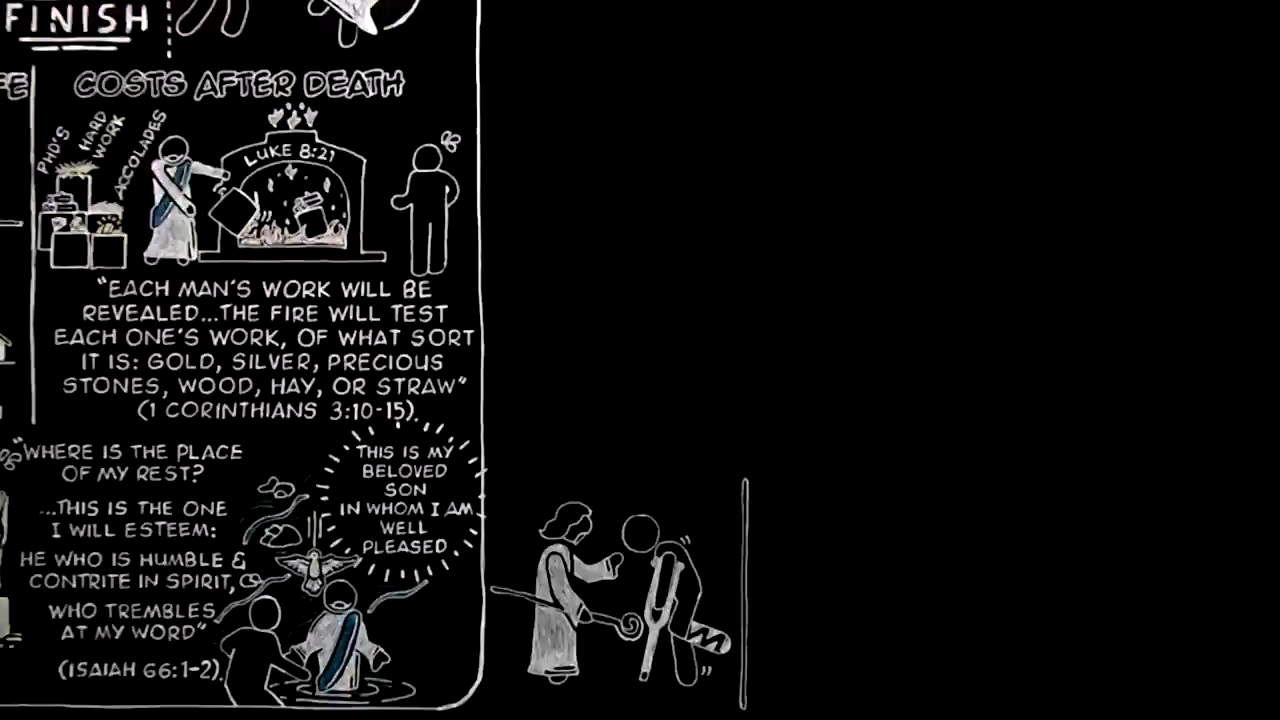 FINISH
COSTS AFTER DEATH
PHD'S
HARD
WORK
ACCOLADES
LUKE 8:21
"EACH MAN'S WORK WILL BE
REVEALED...THE FIRE WILL TEST
EACH ONE'S WORK, OF WHAT SORT
IT IS: GOLD, SILVER, PRECIOUS
STONES, WOOD, HAY, OR STRAW"
(1 CORINTHIANS 3:10-15).
"WHERE IS THE PLACE
OF MY REST?
...THIS IS THE ONE
I WILL ESTEEM:
HE WHO IS HUMBLE &
CONTRITE IN SPIRIT,
WHO TREMBLES
AT MY WORD"
(ISAIAH 66:1-2).
THIS IS MY
BELOVED
SON
IN WHOM I AM
WELL
PLEASED